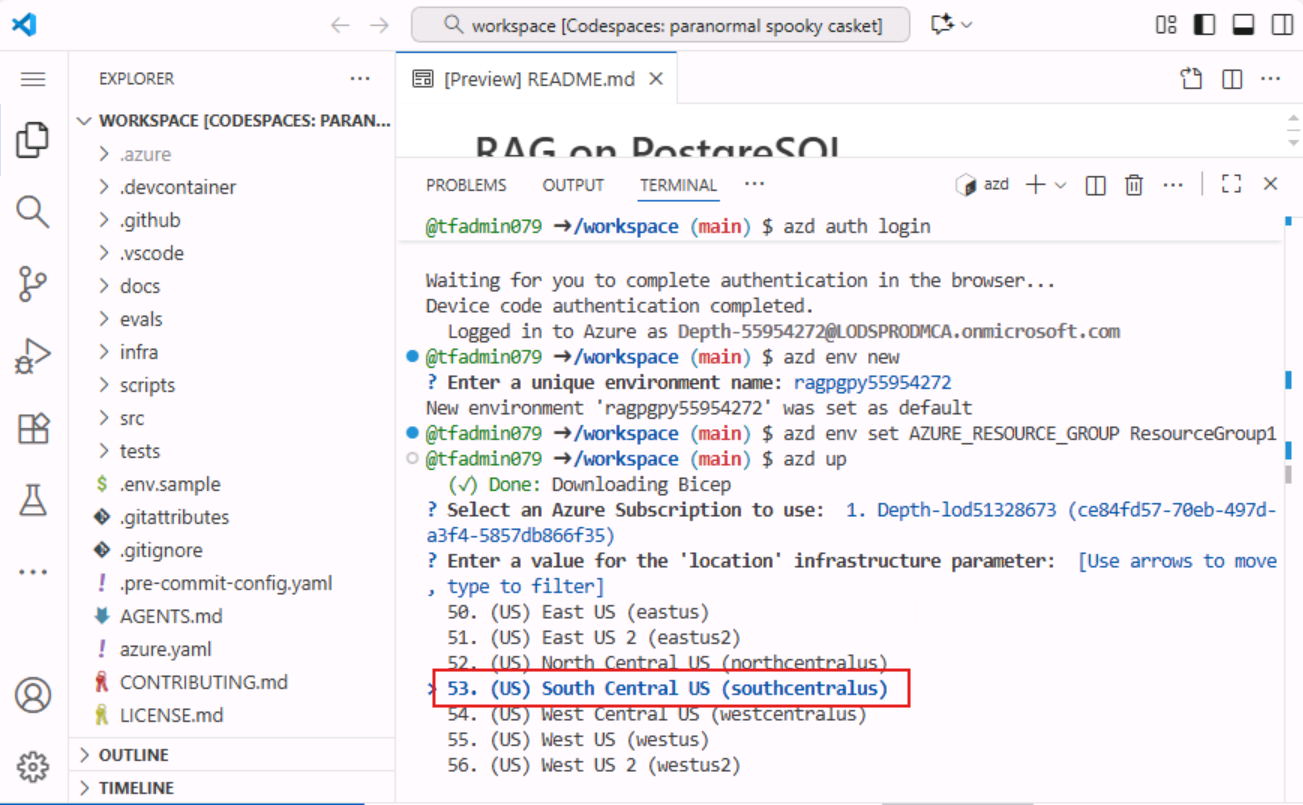 workspace [Codespaces: paranormal spooky casket]
EXPLORER
WORKSPACE [CODESPACES: PARAN...
.azure
.devcontainer
.github
.vscode
docs
evals
infra
scripts
src
tests
$ .env.sample
.gitattributes
.gitignore
! .pre-commit-config.yaml
AGENTS.md
! azure.yaml
CONTRIBUTING.md
LICENSE.md
OUTLINE
TIMELINE
[Preview] README.md
RAG on PostgreSQL
PROBLEMS OUTPUT TERMINAL ...
azd
@tfadmin079 →/workspace (main) $ azd auth login
Waiting for you to complete authentication in the browser...
Device code authentication completed.
Logged in to Azure as Depth-55954272@LODSPRODMCA.onmicrosoft.com
@tfadmin079 →/workspace (main) $ azd env new
? Enter a unique environment name: ragpgpy55954272
New environment 'ragpgpy55954272' was set as default
@tfadmin079 →/workspace (main) $ azd env set AZURE_RESOURCE_GROUP ResourceGroup1
@tfadmin079 →/workspace (main) $ azd up
(✓) Done: Downloading Bicep
? Select an Azure Subscription to use: 1. Depth-lod51328673 (ce84fd57-70eb-497d-
a3f4-5857db866f35)
? Enter a value for the 'location' infrastructure parameter: [Use arrows to move
, type to filter]
50. (US) East US (eastus)
51. (US) East US 2 (eastus2)
52. (US) North Central US (northcentralus)
> 53. (US) South Central US (southcentralus)
54. (US) West Central US (westcentralus)
55. (US) West US (westus)
56. (US) West US 2 (westus2)